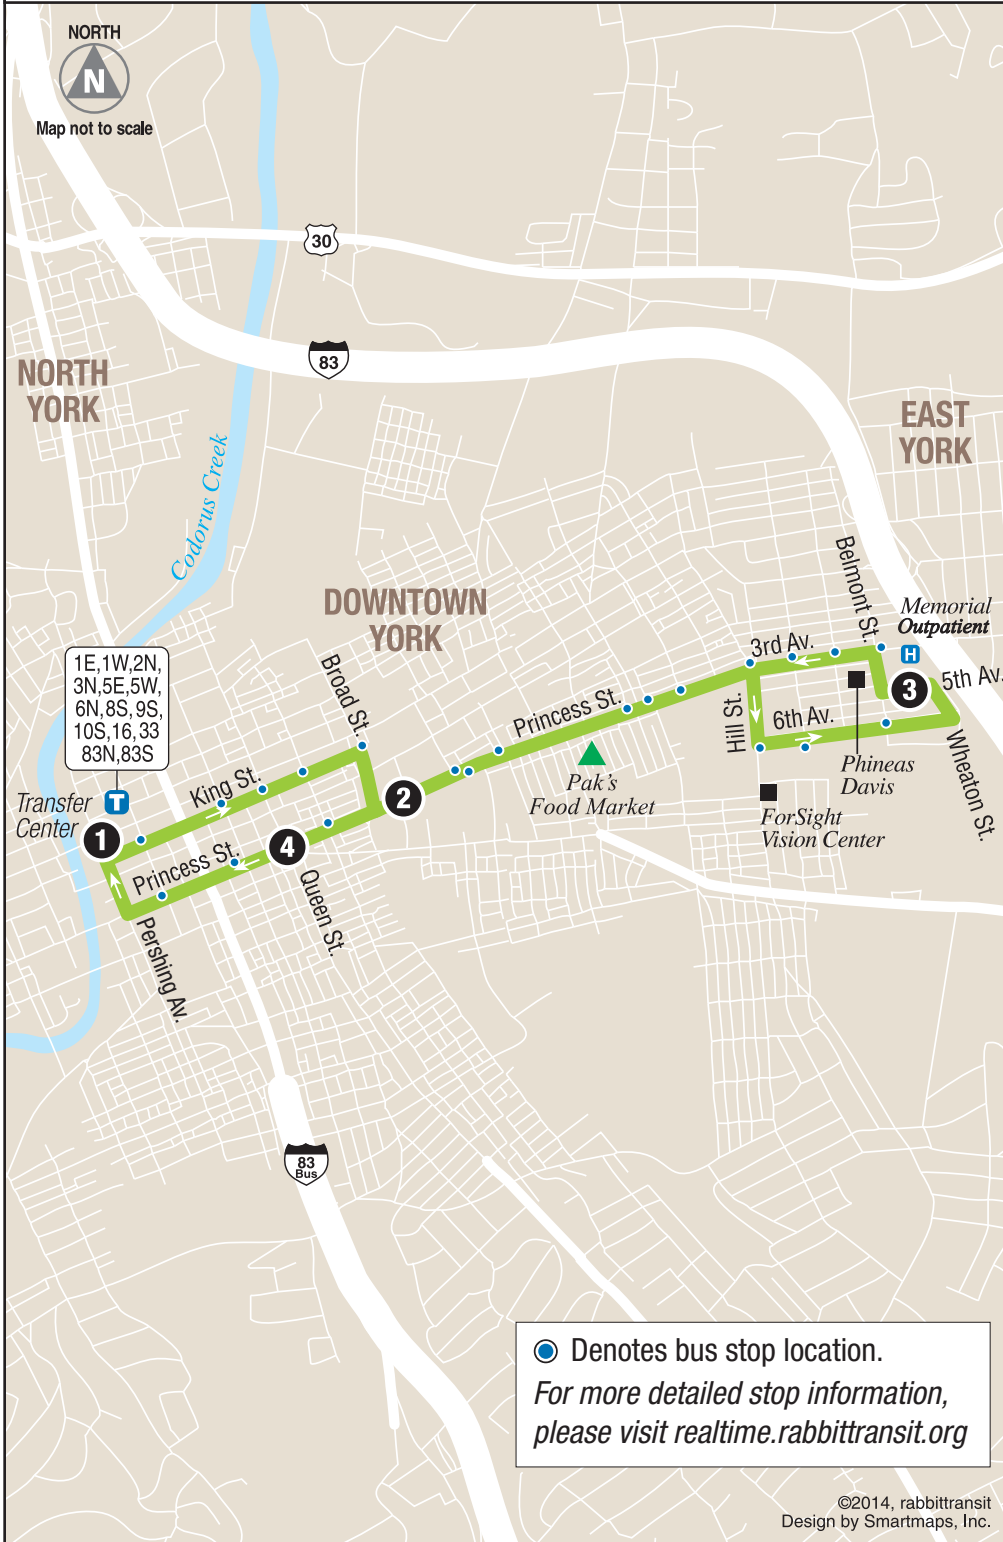 NORTH
N
Map not to scale
30
83
NORTH
YORK
EAST
YORK
Codorus Creek
DOWNTOWN
YORK
Belmont St.
Memorial
Outpatient
H
3rd Av.
5th Av.
3
1E,1W,2N,
3N,5E,5W,
6N,8S,9S,
10S,16,33
83N,83S
Broad St.
Princess St.
Hill St.
6th Av.
Phineas
Davis
Wheaton St.
Pak's
Food Market
ForSight
Vision Center
King St.
2
Transfer
Center
T
1
4
Princess St.
Queen St.
Pershing Av.
83
Bus
Denotes bus stop location.
For more detailed stop information,
please visit realtime.rabbittransit.org
©2014, rabbittransit
Design by Smartmaps, Inc.